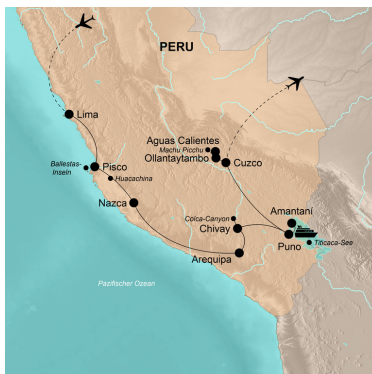 PERU
Lima
Aguas Calientes
Machu Picchu
Ollantaytambo
Cuzco
Ballestas-
Inseln
Pisco
Huacachina
Nazca
Colca-Canyon
Chivay
Amantaní
Puno
Titicaca-See
Arequipa
Pazifischer Ozean